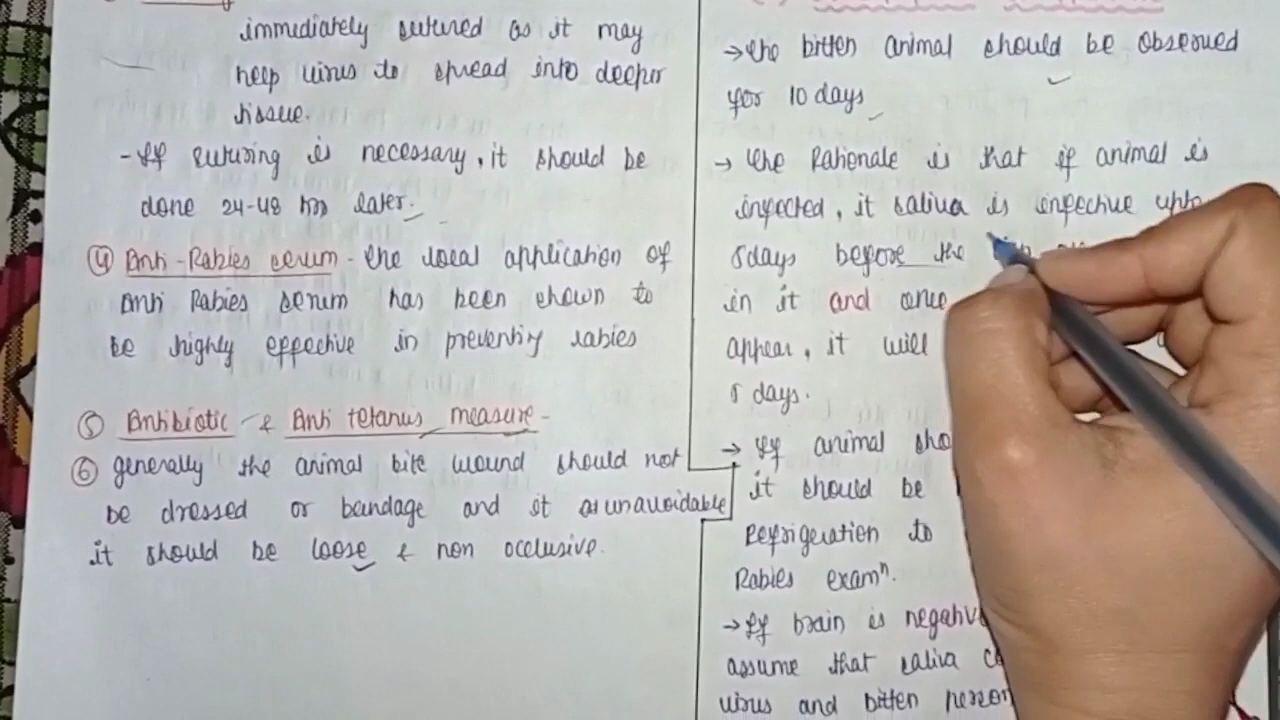 immediately sutured as it may
help virus to spread into deeper
tissue.
- If suturing is necessary, it should be
done 24-48 hrs later.
④ Anti-Rabies serum - the local application of
Anti Rabies serum has been shown to
be highly effective in preventing rabies
⑤ Antibiotic & Anti tetanus measure -
⑥ generally the animal bite wound should not
be dressed or bandage and it as unavoidable
it should be loose & non occlusive.
→ the bitten animal should be observed
for 10 days
→ the Rationale is that if animal is
infected, it saliva is infective upto
5 days before the
in it and once
appear, it will
5 days.
→ If animal
it should be
Refrigeration to
Rabies examⁿ.
→ If brain is negative
assume that saliva
virus and bitten person